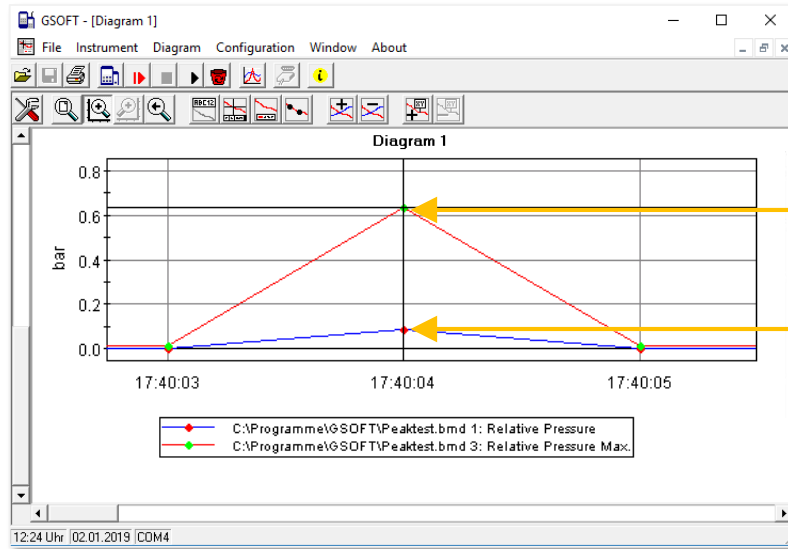 GSOFT - [Diagram 1]
File Instrument Diagram Configuration Window About
Diagram 1
bar
0.8
0.6
0.4
0.2
0.0
17:40:03 17:40:04 17:40:05
C:\Programme\GSOFT\Peaktest.bmd 1: Relative Pressure
C:\Programme\GSOFT\Peaktest.bmd 3: Relative Pressure Max.
12:24 Uhr 02.01.2019 COM4